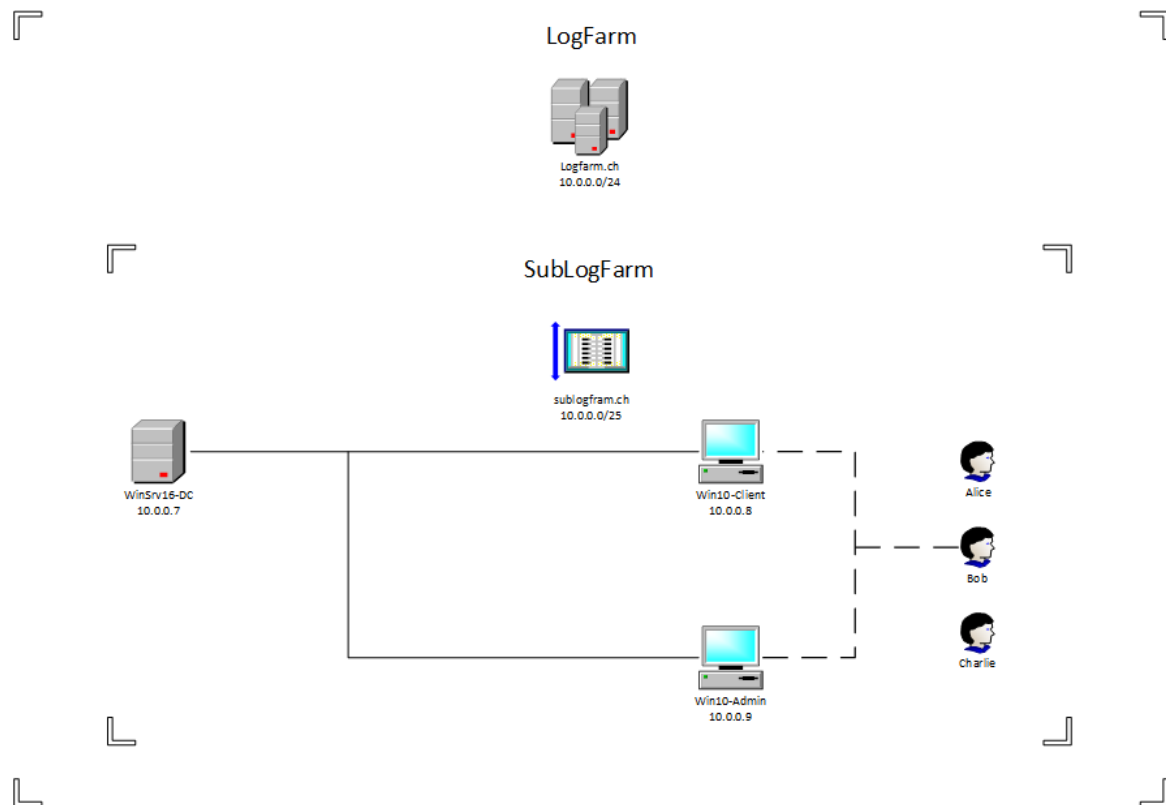 LogFarm
Logfarm.ch
10.0.0.0/24
SubLogFarm
sublogfram.ch
10.0.0.0/25
WinSrv16-DC
10.0.0.7
Win10-Client
10.0.0.8
Alice
Bob
Charlie
Win10-Admin
10.0.0.9